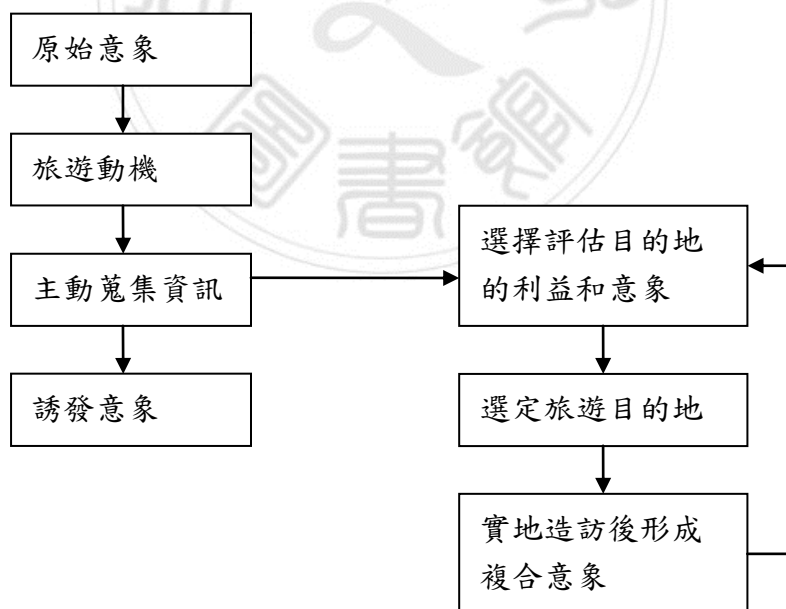 原始意象
旅遊動機
主動蒐集資訊
誘發意象
選擇評估目的地
的利益和意象
選定旅遊目的地
實地造訪後形成
複合意象
書